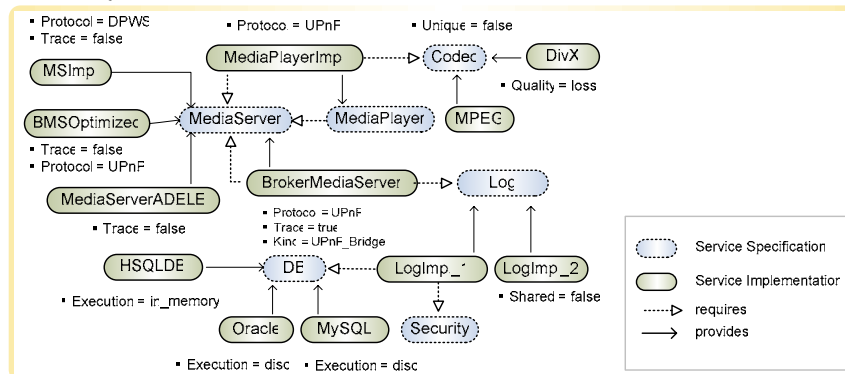 ▪ Protocol = DPWS
▪ Trace = false
▪ Protocol = UPnP
▪ Unique = false
MediaPlayerImp
Codec
DivX
MSImp
▪ Quality = loss
BMSOptimized
MediaServer
MediaPlayer
MPEG
▪ Trace = false
▪ Protocol = UPnP
MediaServerADELE
BrokerMediaServer
Log
▪ Trace = false
▪ Protocol = UPnP
▪ Trace = true
▪ Kind = UPnP_Bridge
HSQLDB
DB
LogImp_1
LogImp_2
▪ Execution = in_memory
▪ Shared = false
Oracle
MySQL
Security
▪ Execution = disc
▪ Execution = disc
Service Specification
Service Implementation
requires
provides